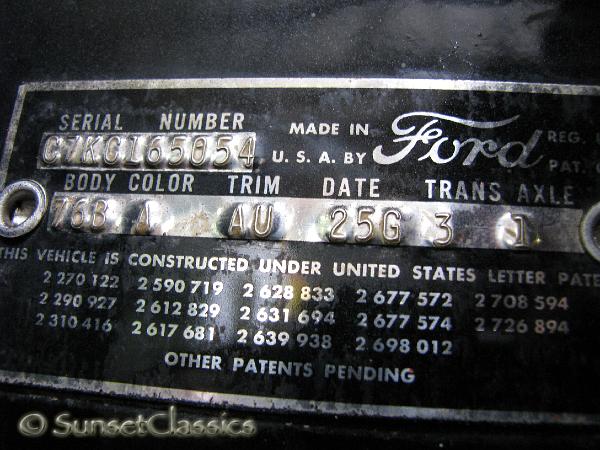 SERIAL NUMBER
C7KC165054
MADE IN
U. S. A. BY
Ford
REG. U
PAT. O
BODY COLOR TRIM DATE TRANS AXLE
76B A AU 25G 3 1
THIS VEHICLE IS CONSTRUCTED UNDER UNITED STATES LETTER PATE
2 270 122 2 590 719 2 628 833 2 677 572 2 708 594
2 290 927 2 612 829 2 631 694 2 677 574 2 726 894
2 310 416 2 617 681 2 639 938 2 698 012
OTHER PATENTS PENDING
© SunsetClassics